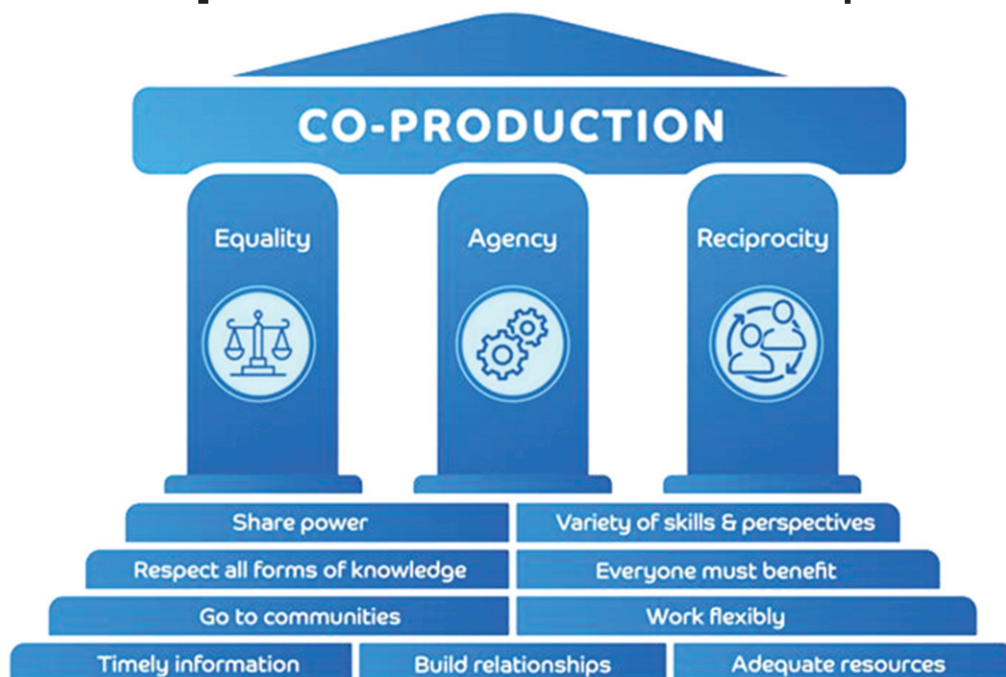 CO-PRODUCTION
Equality
Agency
Reciprocity
Share power
Variety of skills & perspectives
Respect all forms of knowledge
Everyone must benefit
Go to communities
Work flexibly
Timely information
Build relationships
Adequate resources